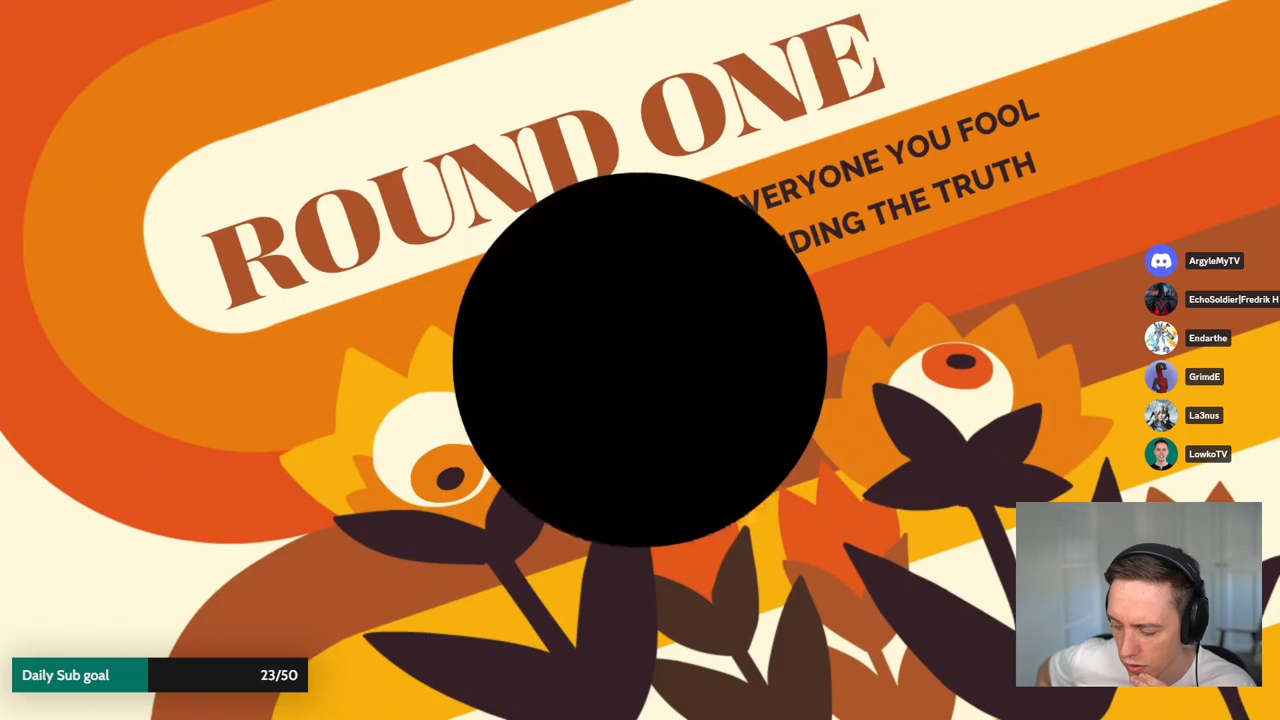 ROUND ONE
VERYONE YOU FOOL
DING THE TRUTH
ArgyleMyTV
EchoSoldier|Fredrik H
Endarthe
GrimdE
La3nus
LowkoTV
Daily Sub goal 23/50